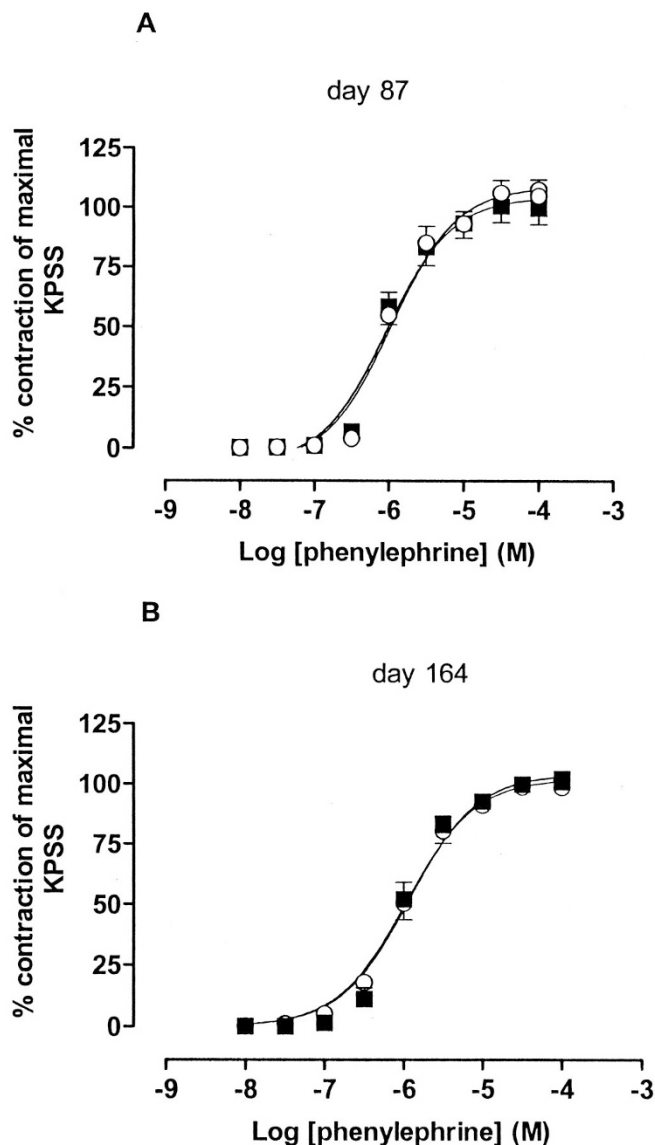 A
day 87
% contraction of maximal
KPSS
125
100
75
50
25
0
-9 -8 -7 -6 -5 -4 -3
Log [phenylephrine] (M)
B
day 164
% contraction of maximal
KPSS
125
100
75
50
25
0
-9 -8 -7 -6 -5 -4 -3
Log [phenylephrine] (M)